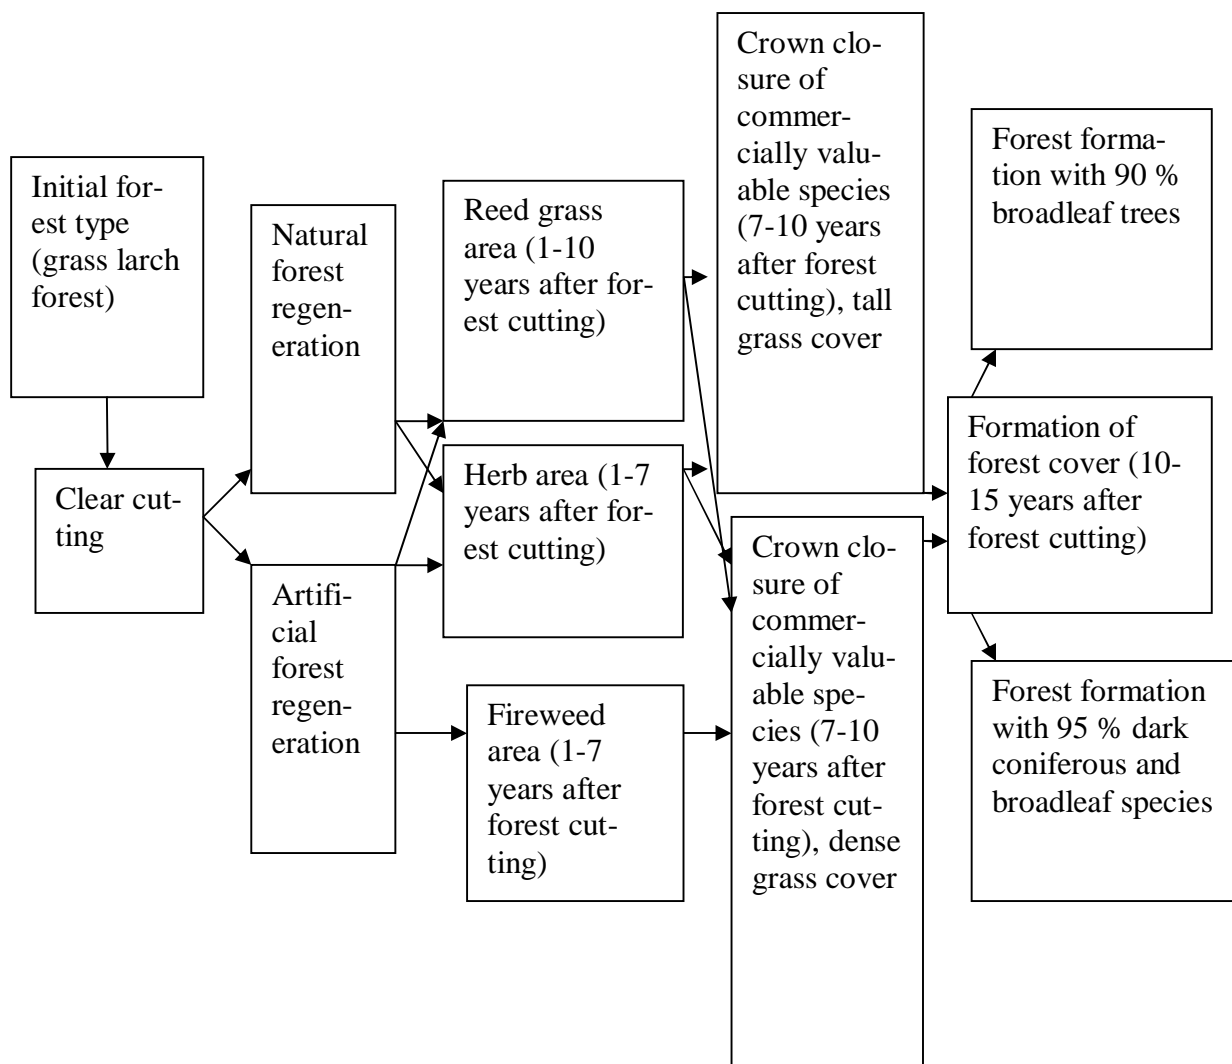 Initial for-
est type
(grass larch
forest)
Clear cut-
ting
Natural
forest
regen-
eration
Artifi-
cial
forest
regen-
eration
Reed grass
area (1-10
years after for-
est cutting)
Herb area (1-7
years after for-
est cutting)
Fireweed
area (1-7
years after
forest cut-
ting)
Crown clo-
sure of
commer-
cially valu-
able species
(7-10 years
after forest
cutting), tall
grass cover
Crown clo-
sure of
commer-
cially valu-
able spe-
cies (7-10
years after
forest cut-
ting), dense
grass cover
Forest forma-
tion with 90 %
broadleaf trees
Formation of
forest cover (10-
15 years after
forest cutting)
Forest formation
with 95 % dark
coniferous and
broadleaf species